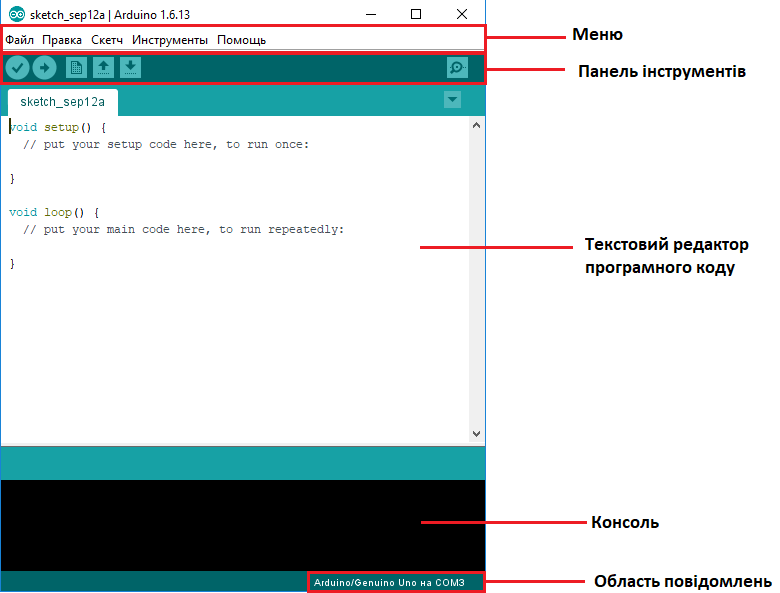 sketch_sep12a | Arduino 1.6.13
Файл Правка Скетч Инструменты Помощь
Меню
Панель інструментів
sketch_sep12a
void setup() {
// put your setup code here, to run once:
}
void loop() {
// put your main code here, to run repeatedly:
}
Текстовий редактор
програмного коду
Консоль
Arduino/Genuino Uno на COM3
Область повідомлень